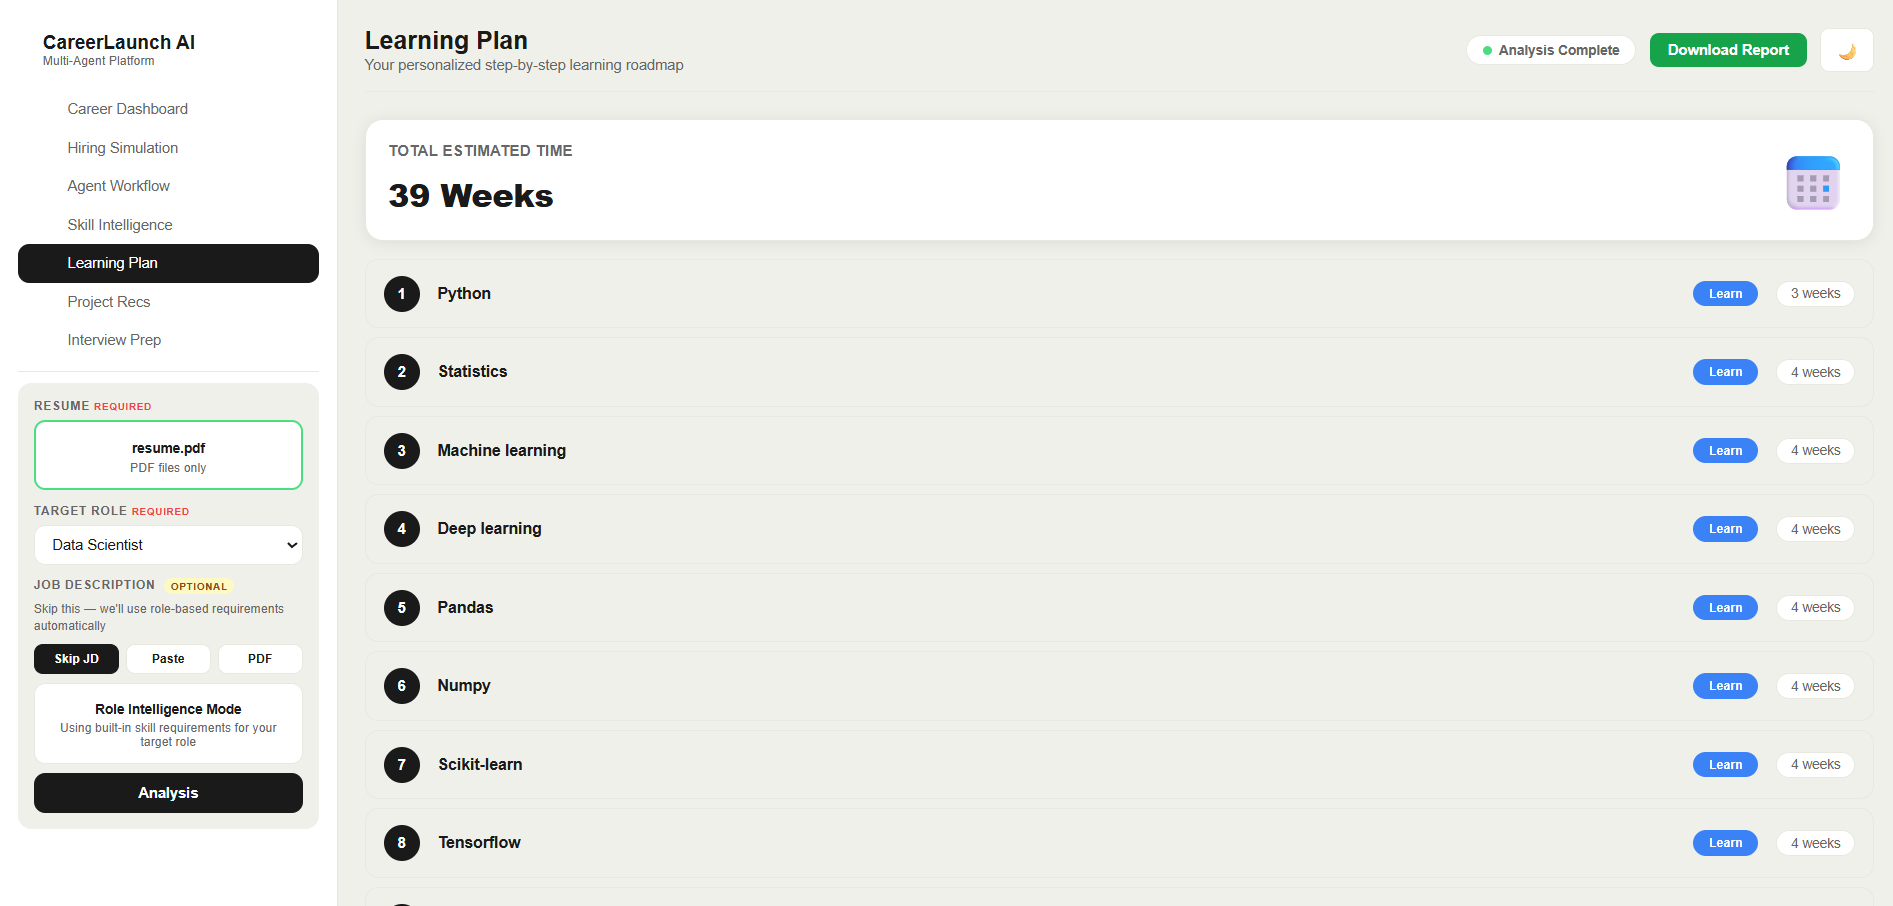 CareerLaunch AI
Multi-Agent Platform
Career Dashboard
Hiring Simulation
Agent Workflow
Skill Intelligence
Learning Plan
Project Recs
Interview Prep
RESUME REQUIRED
resume.pdf
PDF files only
TARGET ROLE REQUIRED
Data Scientist
JOB DESCRIPTION OPTIONAL
Skip this — we'll use role-based requirements
automatically
Skip JD Paste PDF
Role Intelligence Mode
Using built-in skill requirements for your
target role
Analysis
Learning Plan
Your personalized step-by-step learning roadmap
Analysis Complete
Download Report
TOTAL ESTIMATED TIME
39 Weeks
1 Python Learn 3 weeks
2 Statistics Learn 4 weeks
3 Machine learning Learn 4 weeks
4 Deep learning Learn 4 weeks
5 Pandas Learn 4 weeks
6 Numpy Learn 4 weeks
7 Scikit-learn Learn 4 weeks
8 Tensorflow Learn 4 weeks